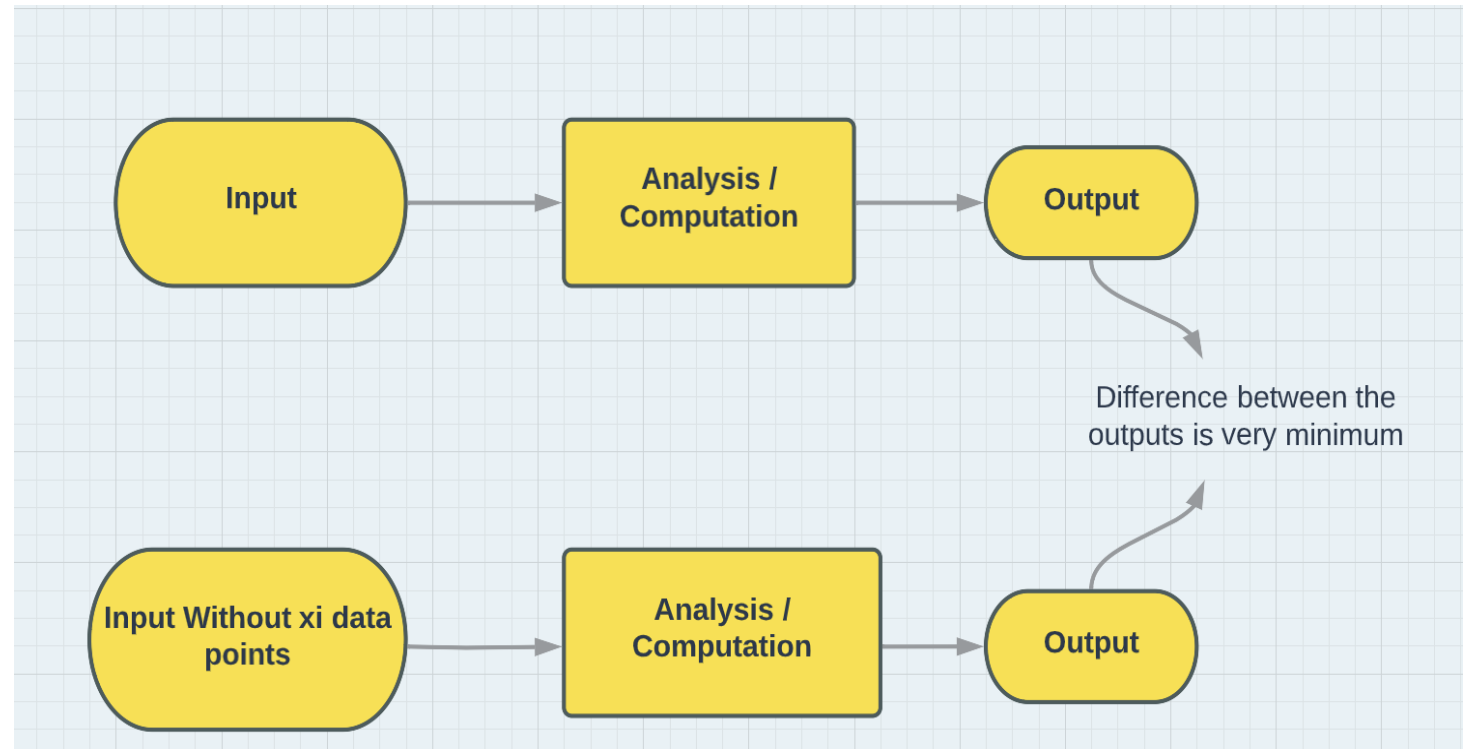 Input
Analysis /
Computation
Output
Difference between the
outputs is very minimum
Input Without xi data
points
Analysis /
Computation
Output